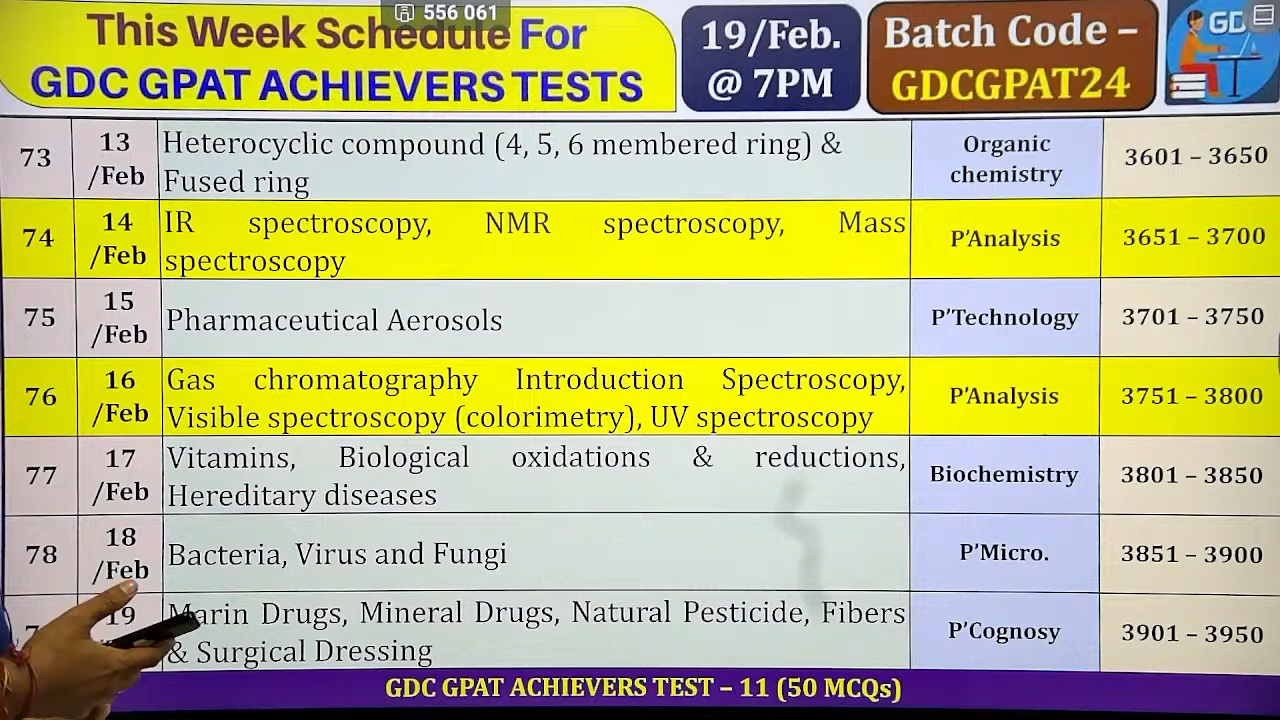 556 061
This Week Schedule For
GDC GPAT ACHIEVERS TESTS
19/Feb.
@ 7PM
Batch Code –
GDCGPAT24
GD
73
13
/Feb
Heterocyclic compound (4, 5, 6 membered ring) &
Fused ring
Organic
chemistry
3601 – 3650
74
14
/Feb
IR spectroscopy, NMR spectroscopy, Mass
spectroscopy
P’Analysis
3651 – 3700
75
15
/Feb
Pharmaceutical Aerosols
P’Technology
3701 – 3750
76
16
/Feb
Gas chromatography Introduction Spectroscopy,
Visible spectroscopy (colorimetry), UV spectroscopy
P’Analysis
3751 – 3800
77
17
/Feb
Vitamins, Biological oxidations & reductions,
Hereditary diseases
Biochemistry
3801 – 3850
78
18
/Feb
Bacteria, Virus and Fungi
P’Micro.
3851 – 3900
19
Marin Drugs, Mineral Drugs, Natural Pesticide, Fibers
& Surgical Dressing
P’Cognosy
3901 – 3950
GDC GPAT ACHIEVERS TEST – 11 (50 MCQs)